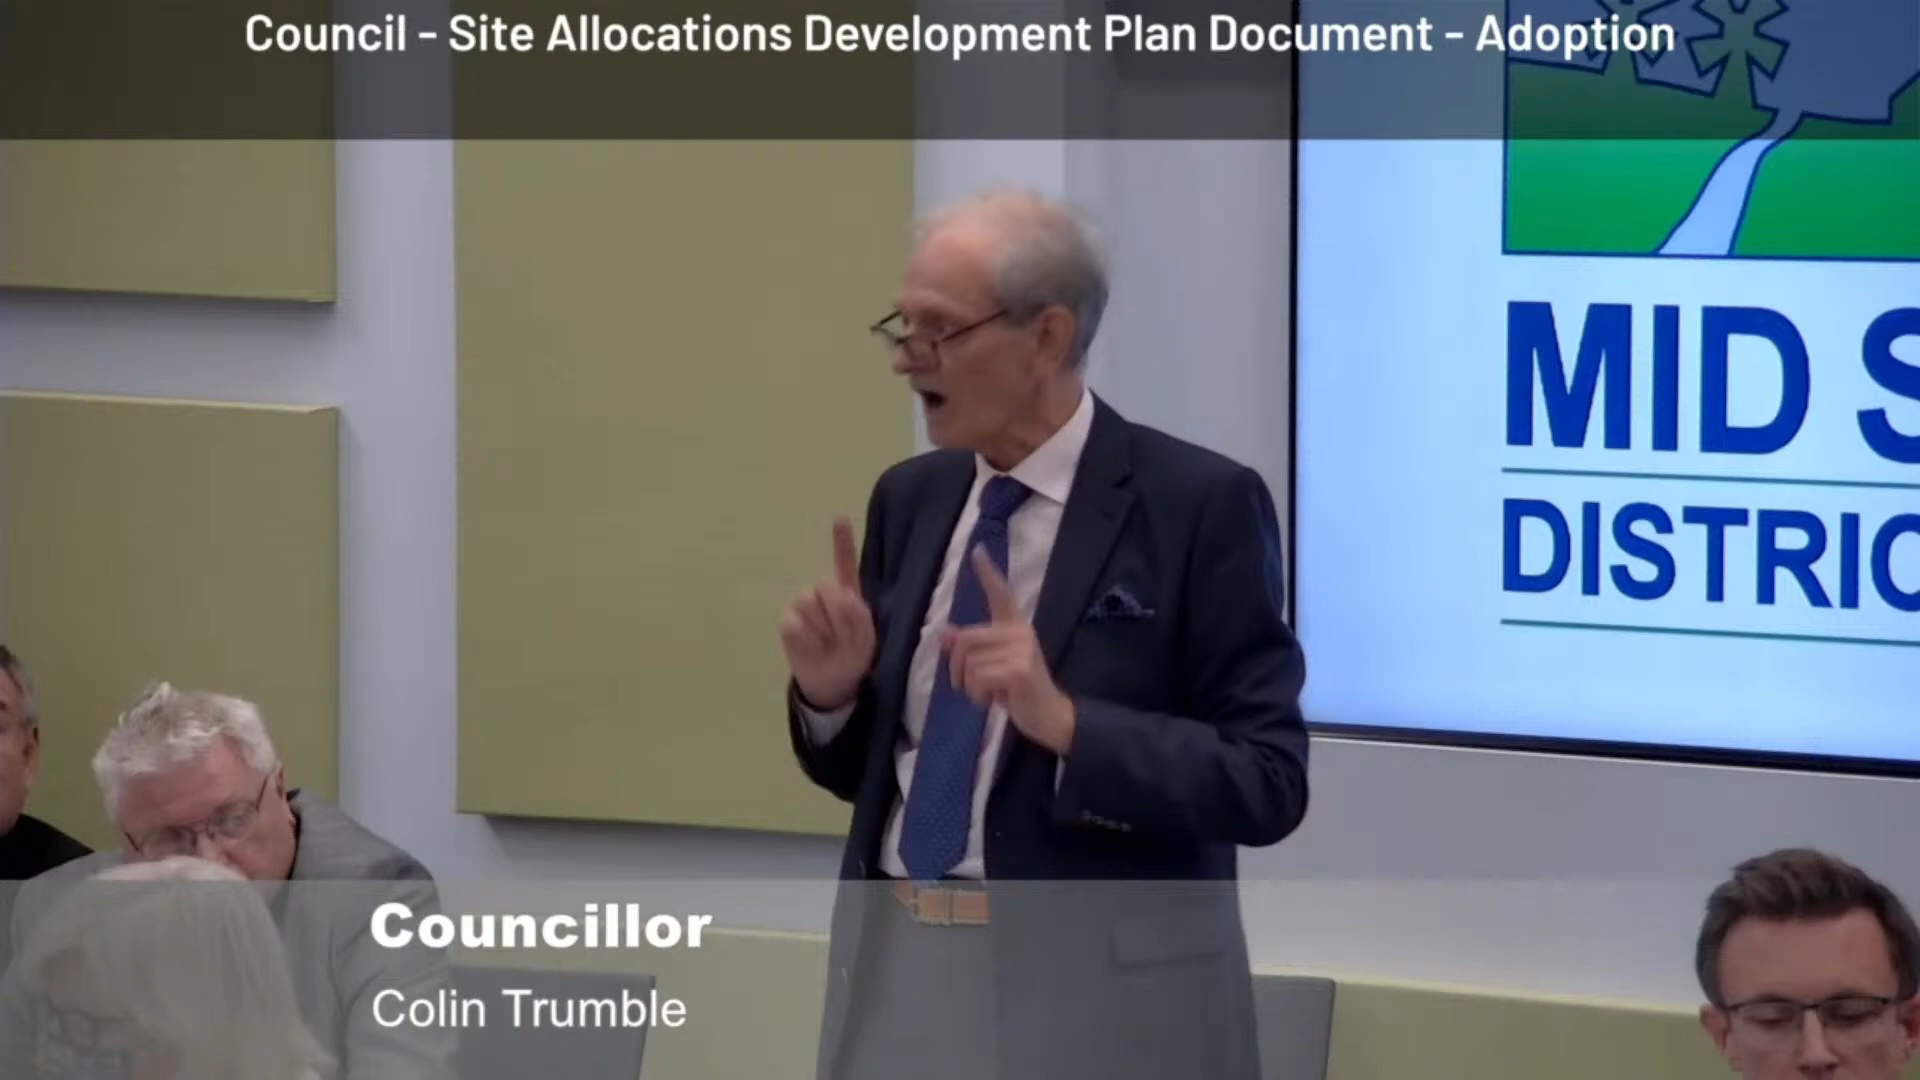 Council - Site Allocations Development Plan Document - Adoption
MID S
DISTRIC
Councillor
Colin Trumble